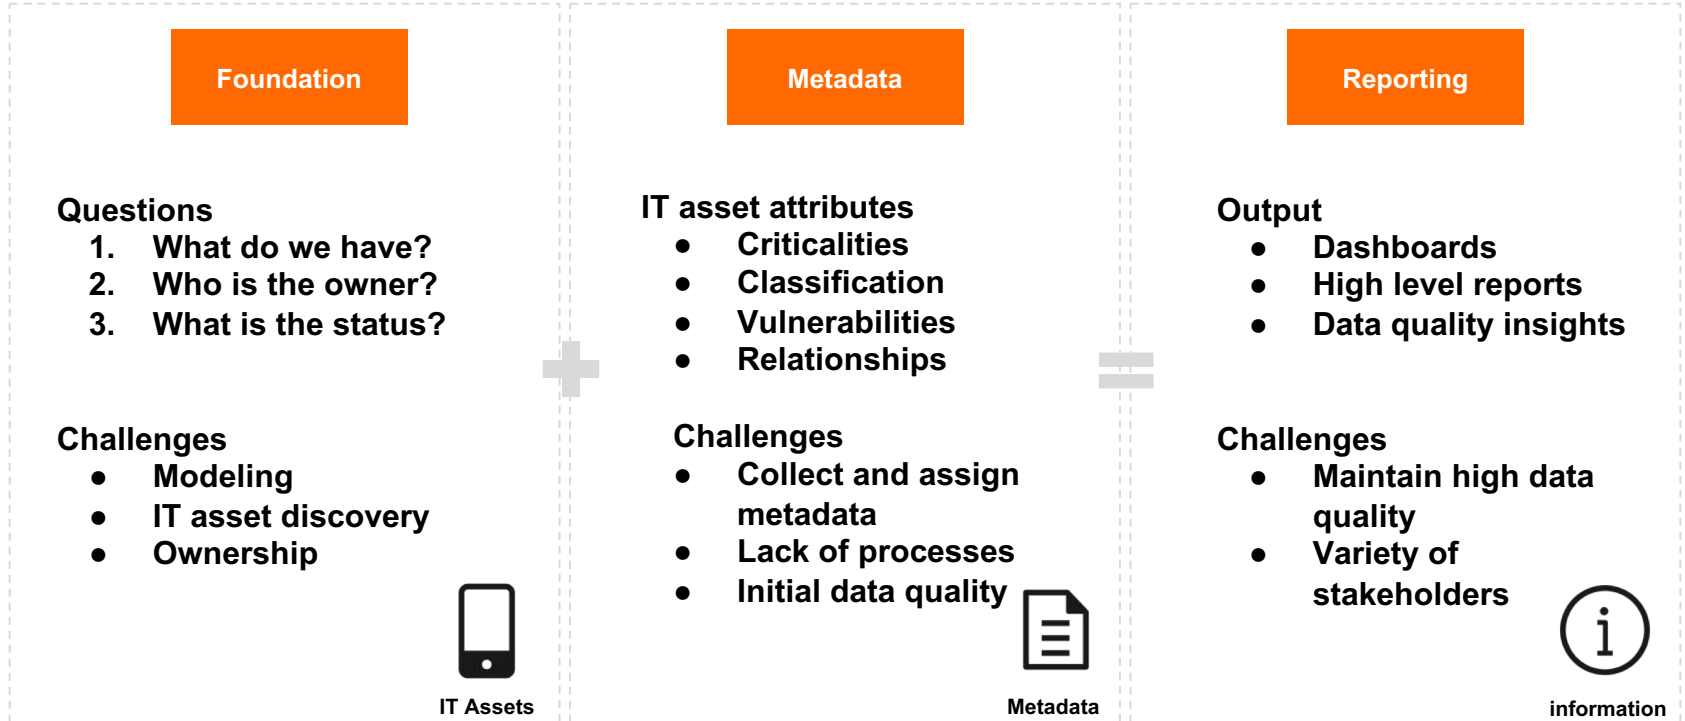 Foundation
Questions
1. What do we have?
2. Who is the owner?
3. What is the status?
Challenges
● Modeling
● IT asset discovery
● Ownership
IT Assets
Metadata
IT asset attributes
● Criticalities
● Classification
● Vulnerabilities
● Relationships
Challenges
● Collect and assign
metadata
● Lack of processes
● Initial data quality
Metadata
Reporting
Output
● Dashboards
● High level reports
● Data quality insights
Challenges
● Maintain high data
quality
● Variety of
stakeholders
information